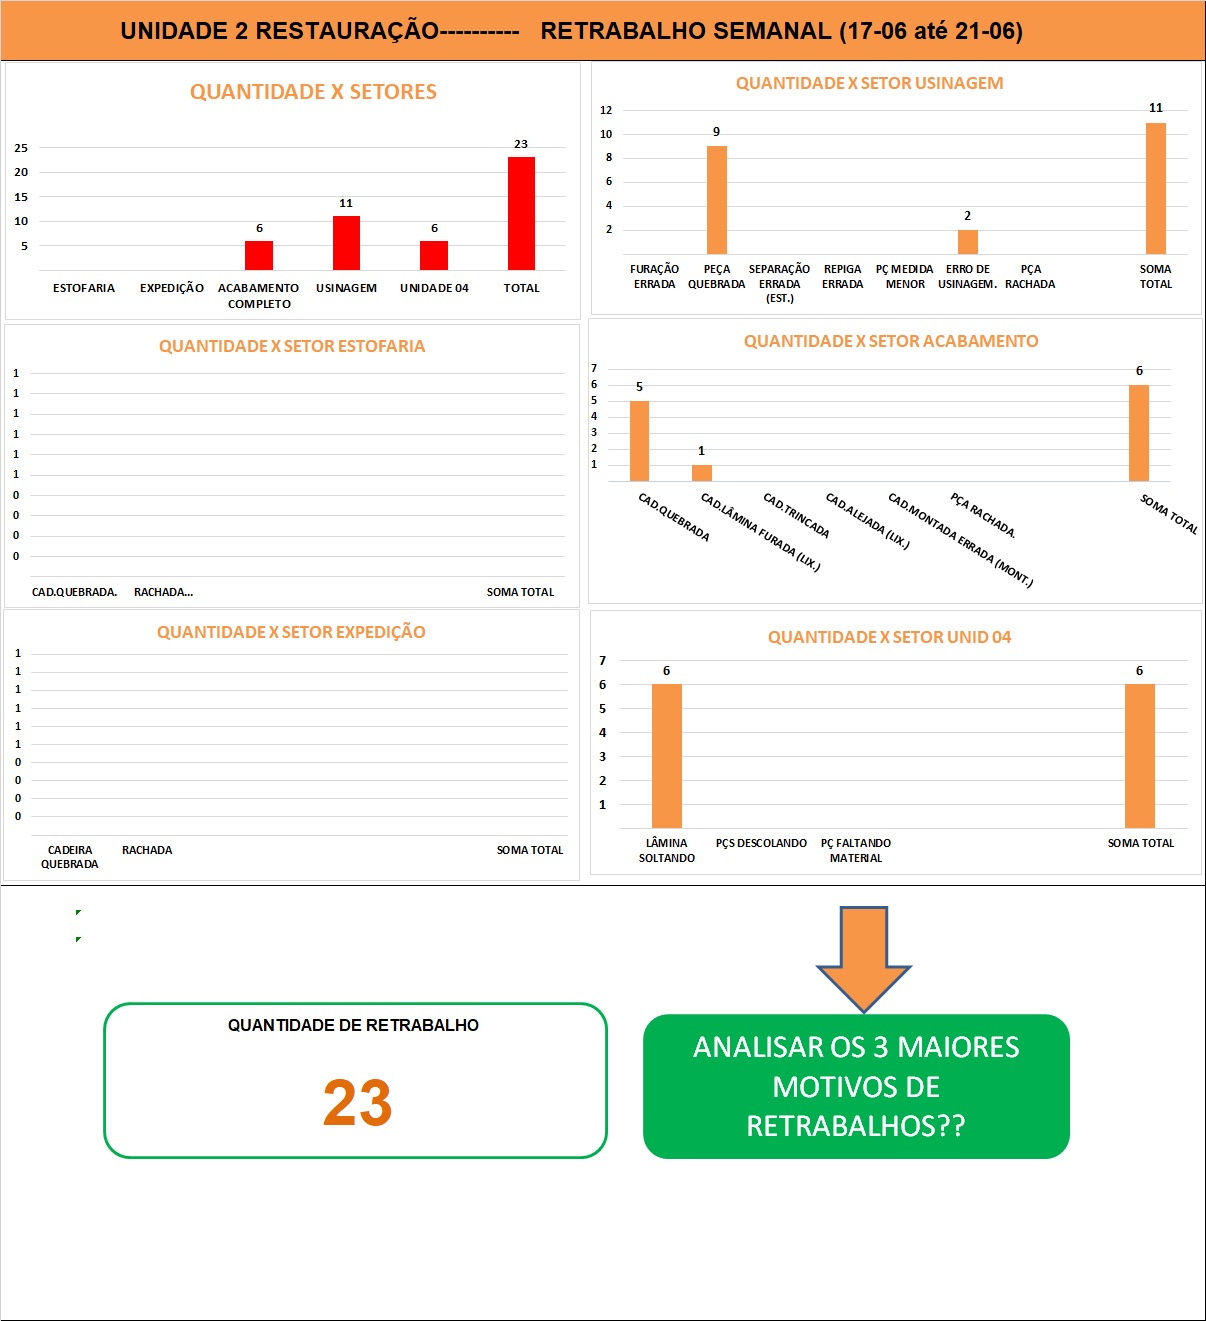 UNIDADE 2 RESTAURAÇÃO---------- RETRABALHO SEMANAL (17-06 até 21-06)
QUANTIDADE X SETORES
25
20
15
10
5
6
11
6
23
ESTOFARIA EXPEDIÇÃO ACABAMENTO USINAGEM UNIDADE 04 TOTAL
COMPLETO
QUANTIDADE X SETOR USINAGEM
12
10
8
6
4
2
9
2
11
FURAÇÃO PEÇA SEPARAÇÃO REPIGA PÇ MEDIDA ERRO DE PÇA SOMA
ERRADA QUEBRADA ERRADA ERRADA MENOR USINAGEM. RACHADA TOTAL
(EST.)
QUANTIDADE X SETOR ESTOFARIA
1
1
1
1
1
1
0
0
0
0
CAD.QUEBRADA. RACHADA... SOMA TOTAL
QUANTIDADE X SETOR ACABAMENTO
7
6
5
4
3
2
1
5
1
6
CAD.QUEBRADA
CAD.LÂMINA FURADA (LIX.)
CAD.TRINCADA
CAD.ALEJADA (LIX.)
CAD.MONTADA ERRADA (MONT.)
PÇA RACHADA.
SOMA TOTAL
QUANTIDADE X SETOR EXPEDIÇÃO
1
1
1
1
1
1
0
0
0
0
CADEIRA RACHADA SOMA TOTAL
QUEBRADA
QUANTIDADE X SETOR UNID 04
7
6
5
4
3
2
1
6
6
LÂMINA PÇS DESCOLANDO PÇ FALTANDO SOMA TOTAL
SOLTANDO MATERIAL
QUANTIDADE DE RETRABALHO
23
ANALISAR OS 3 MAIORES
MOTIVOS DE
RETRABALHOS??